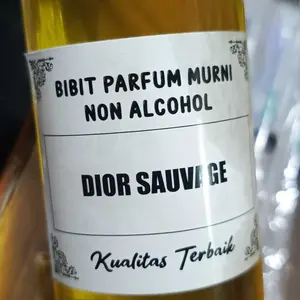 BIBIT PARFUM MURNI
NON ALCOHOL
DIOR SAUVAGE
Kualitas Terbaik